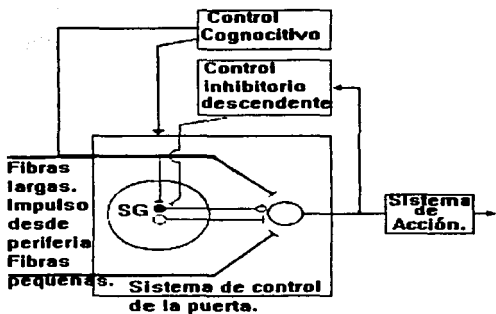 Control
Cognocitivo
Control
inhibitorio
descendente
Fibras
largas.
Impulso
desde
periferia
Fibras
pequeñas.
SG
Sistema
de
Acción.
Sistema de control
de la puerta.